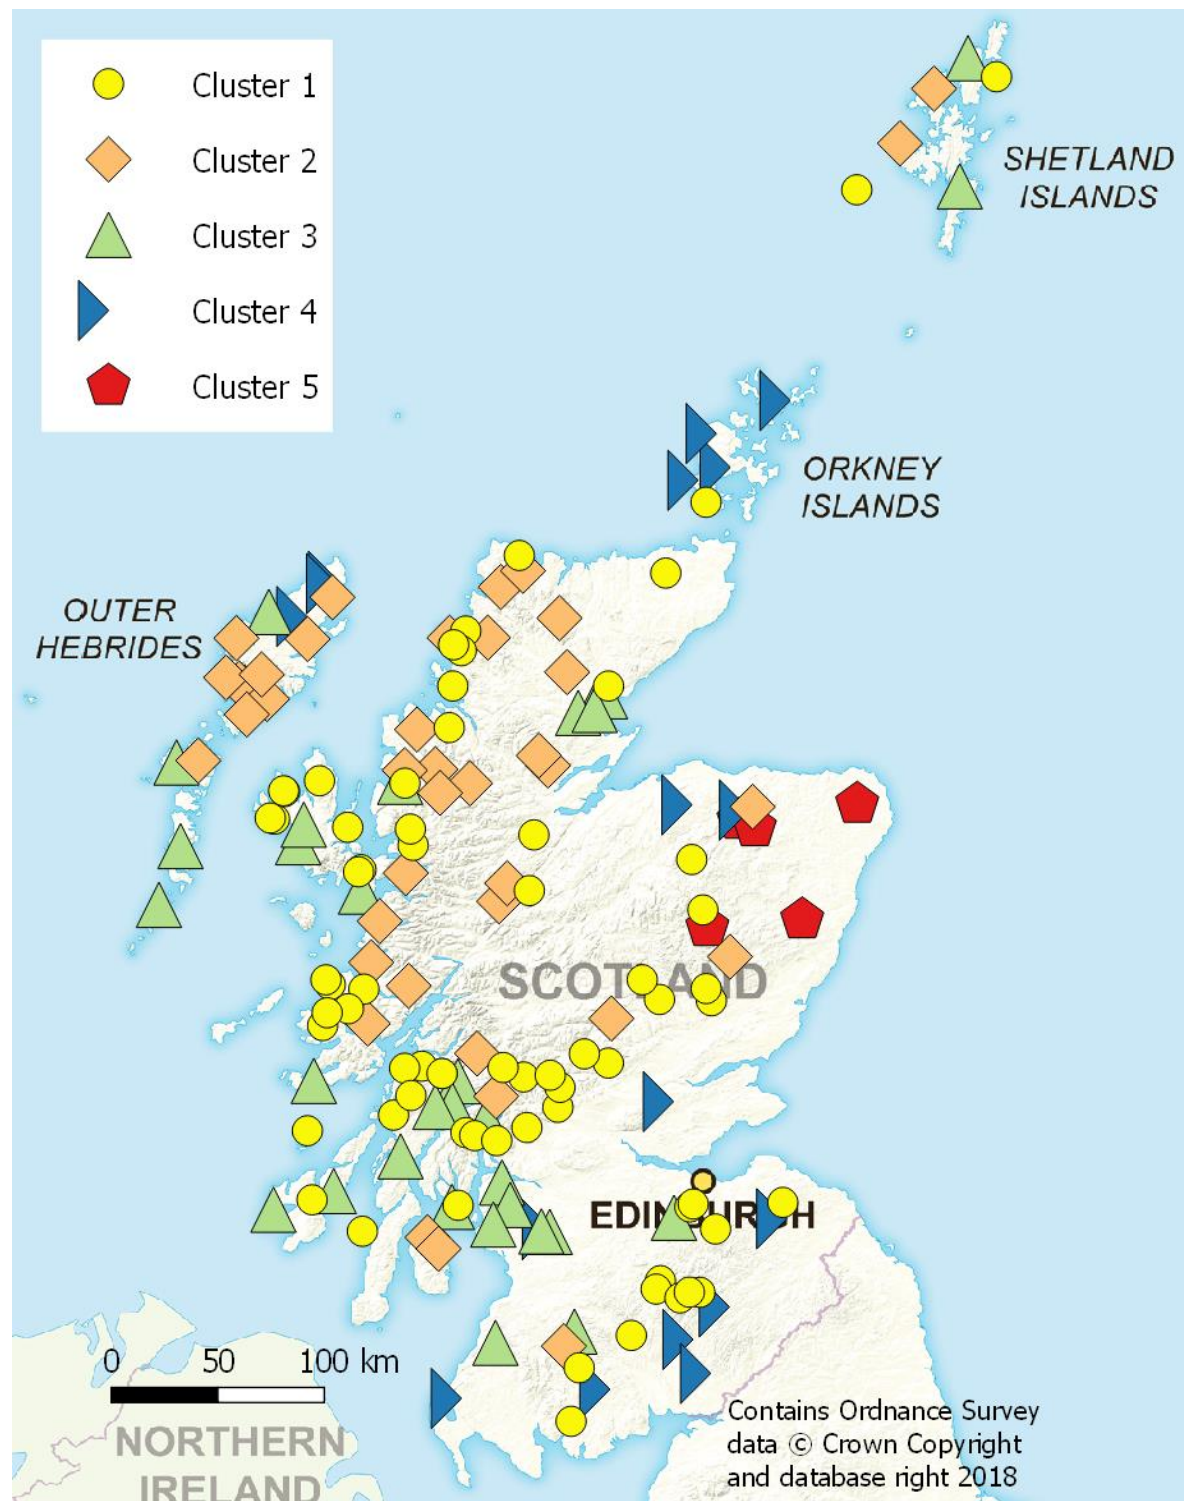 Cluster 1
Cluster 2
Cluster 3
Cluster 4
Cluster 5
SHETLAND
ISLANDS
ORKNEY
ISLANDS
OUTER
HEBRIDES
SCOTLAND
EDINBURGH
0 50 100 km
NORTHERN
IRELAND
Contains Ordnance Survey
data © Crown Copyright
and database right 2018